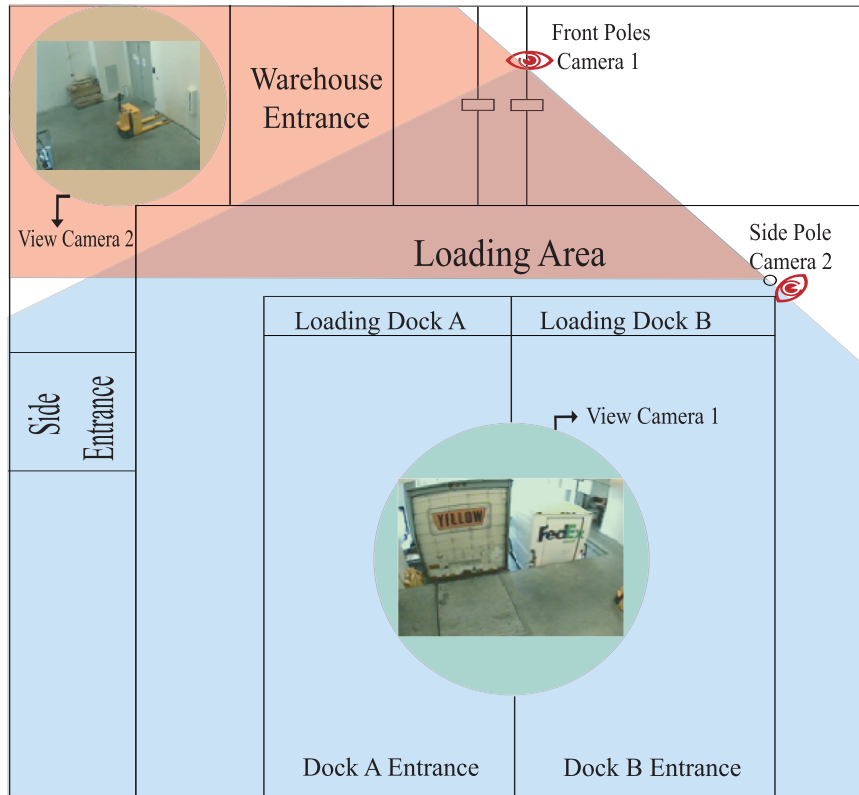 Front Poles
Camera 1
Warehouse
Entrance
View Camera 2
Side Pole
Camera 2
Loading Area
Loading Dock A
Loading Dock B
Side
Entrance
View Camera 1
YELLOW
FedEx
Dock A Entrance
Dock B Entrance